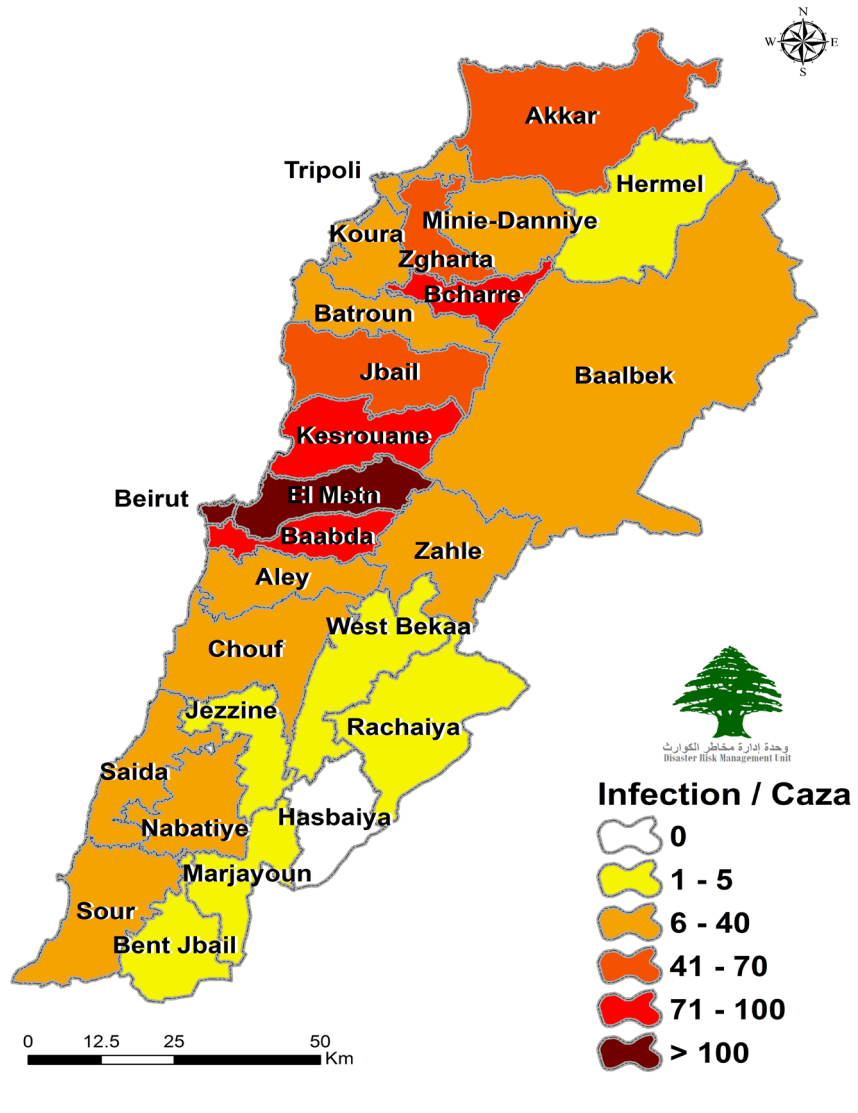 N
W E
S
Akkar
Tripoli
Hermel
Minie-Danniye
Koura
Zgharta
Bcharre
Batroun
Jbail
Baalbek
Kesrouane
El Metn
Beirut
Baabda
Zahle
Aley
West Bekaa
Chouf
Jezzine
Rachaiya
وحدة إدارة مخاطر الكوارث
Disaster Risk Management Unit
Saida
Infection / Caza
Hasbaiya
Nabatiye
0
Marjayoun
1 - 5
Sour
6 - 40
Bent Jbail
41 - 70
71 - 100
> 100
0 12.5 25 50
Km